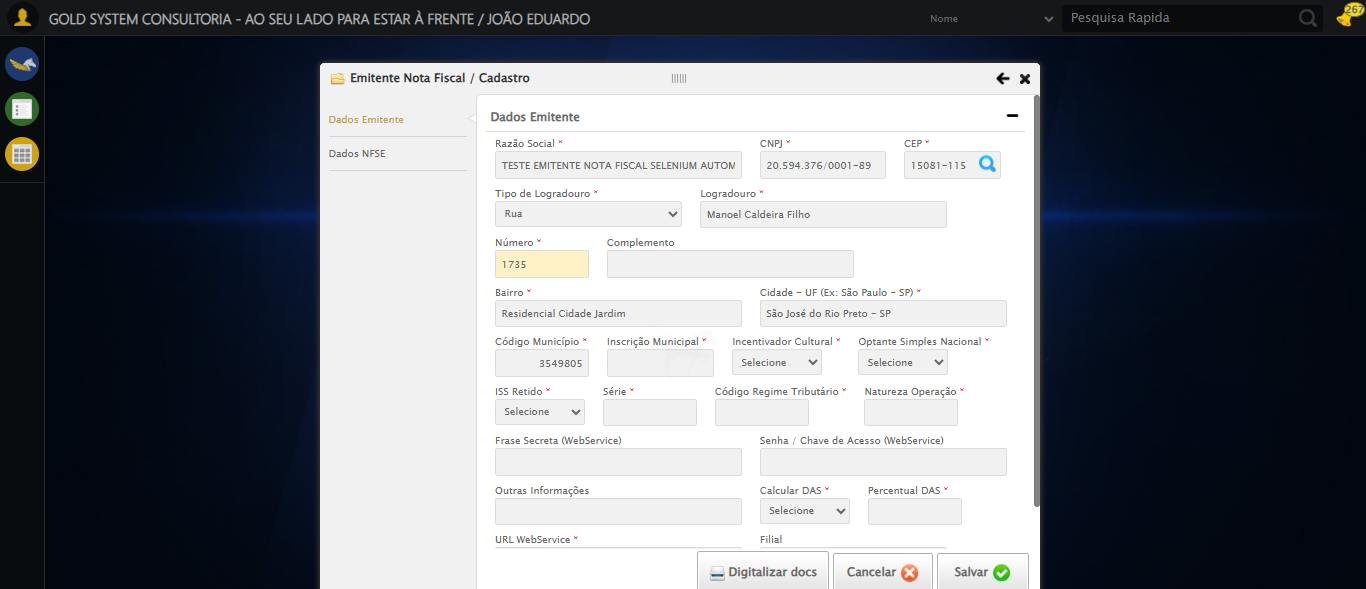 GOLD SYSTEM CONSULTORIA - AO SEU LADO PARA ESTAR À FRENTE / JOÃO EDUARDO
Nome
Pesquisa Rapida
267
Emitente Nota Fiscal / Cadastro
Dados Emitente
Dados NFSE
Dados Emitente
Razão Social * CNPJ * CEP *
TESTE EMITENTE NOTA FISCAL SELENIUM AUTOM 20.594.376/0001-89 15081-115
Tipo de Logradouro * Logradouro *
Rua Manoel Caldeira Filho
Número * Complemento
1735
Bairro * Cidade - UF (Ex: São Paulo - SP) *
Residencial Cidade Jardim São José do Rio Preto - SP
Código Município * Inscrição Municipal * Incentivador Cultural * Optante Simples Nacional *
3549805 Selecione Selecione
ISS Retido * Série * Código Regime Tributário * Natureza Operação *
Selecione
Frase Secreta (WebService) Senha / Chave de Acesso (WebService)
Outras Informações Calcular DAS * Percentual DAS *
Selecione
URL WebService * Filial
Digitalizar docs Cancelar Salvar